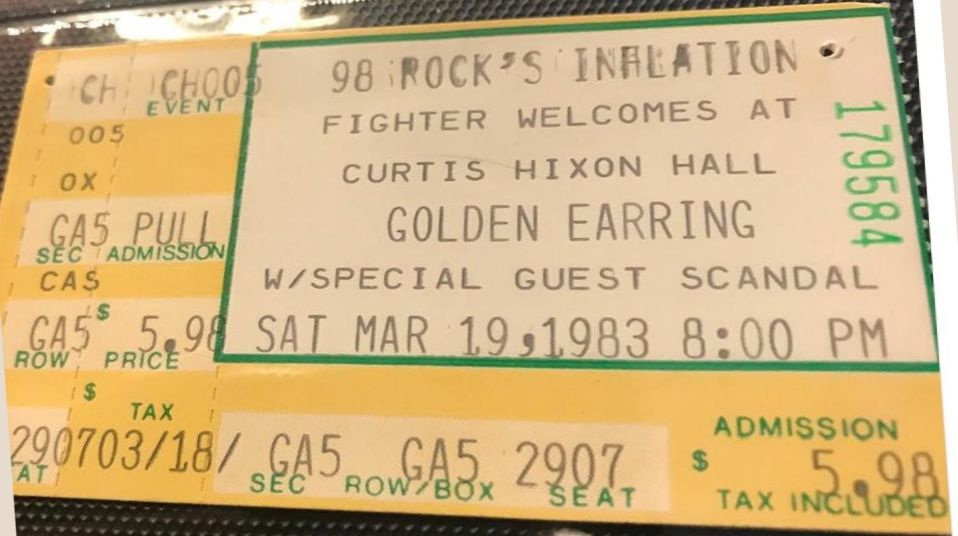 CH CH005
EVENT
005
OX
GA5 PULL
SEC ADMISSION
CAS
$
GA5 5.98
ROW PRICE
$
TAX
290703/18/
AT
98 ROCK'S INFLATION
FIGHTER WELCOMES AT
CURTIS HIXON HALL
GOLDEN EARRING
W/SPECIAL GUEST SCANDAL
SAT MAR 19,1983 8:00 PM
179584
GA5 GA5 2907
SEC ROW/BOX SEAT
ADMISSION
$ 5.98
TAX INCLUDED